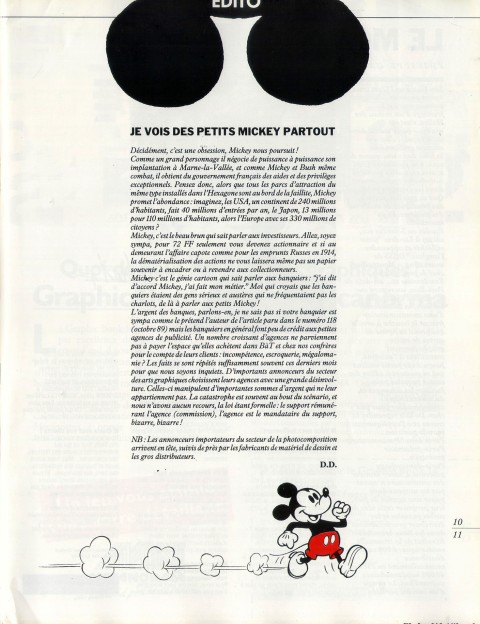 EDITO
JE VOIS DES PETITS MICKEY PARTOUT
Décidément, c'est une obsession, Mickey nous poursuit !
Comme un grand personnage il négocie de puissance à puissance son
implantation à Marne-la-Vallée, et comme Mickey et Bush même
combat, il obtient du gouvernement français des aides et des privilèges
exceptionnels. Pensez donc, alors que tous les parcs d'attraction du
même type installés dans l'Hexagone sont au bord de la faillite, Mickey
promet l'abondance : imaginez, les USA, un continent de 240 millions
d'habitants, fait 40 millions d'entrées par an, le Japon, 13 millions
pour 110 millions d'habitants, alors l'Europe avec ses 330 millions de
citoyens ?
Mickey, c'est le beau brun qui sait parler aux investisseurs. Allez, soyez
sympa, pour 72 FF seulement vous devenez actionnaire et si au
demeurant l'affaire capote comme pour les emprunts Russes en 1914,
la dématérialisation des actions ne vous laissera même pas un papier
souvenir à encadrer ou à revendre aux collectionneurs.
Mickey c'est le génie cartoon qui sait parler aux banquiers : "j'ai dit
d'accord Mickey, j'ai fait mon métier." Moi qui croyais que les ban-
quiers étaient des gens sérieux et austères qui ne fréquentaient pas les
charlots, de là à parler aux petits Mickey !
L'argent des banques, parlons-en, je ne sais pas si votre banquier est
sympa comme le prétend l'auteur de l'article paru dans le numéro 118
(octobre 89) mais les banquiers en général font peu de crédit aux petites
agences de publicité. Un nombre croissant d'agences ne parviennent
pas à payer l'espace qu'elles achètent dans BàT et chez nos confrères
pour le compte de leurs clients : incompétence, escroquerie, mégaloma-
nie ? Les faits se sont répétés suffisamment souvent ces derniers mois
pour que nous soyons inquiets. D'importants annonceurs du secteur
des arts graphiques choisissent leurs agences avec une grande désinvol-
ture. Celles-ci manipulent d'importantes sommes d'argent qui ne leur
appartiennent pas. La catastrophe est souvent au bout du scénario, et
nous n'avons aucun recours, la loi étant formelle : le support rémuné-
rant l'agence (commission), l'agence est le mandataire du support,
bizarre, bizarre !
NB : Les annonceurs importateurs du secteur de la photocomposition
arrivent en tête, suivis de près par les fabricants de matériel de dessin et
les gros distributeurs.
D.D.
10
11